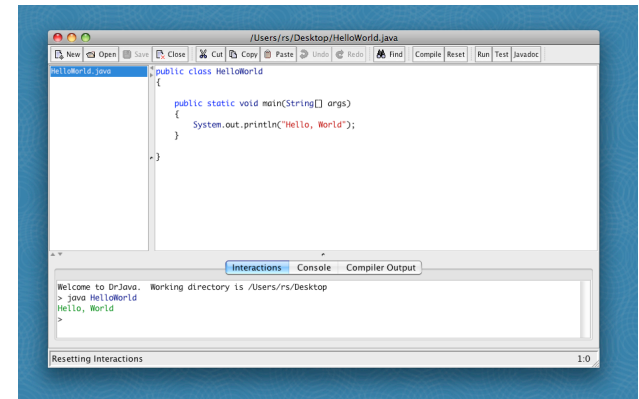 /Users/rs/Desktop/HelloWorld.java
New Open Save Close Cut Copy Paste Undo Redo Find Compile Reset Run Test Javadoc
HelloWorld.java
public class HelloWorld
{
public static void main(String[] args)
{
System.out.println("Hello, World");
}
}
Interactions Console Compiler Output
Welcome to DrJava. Working directory is /Users/rs/Desktop
> java HelloWorld
Hello, World
>
Resetting Interactions 1:0